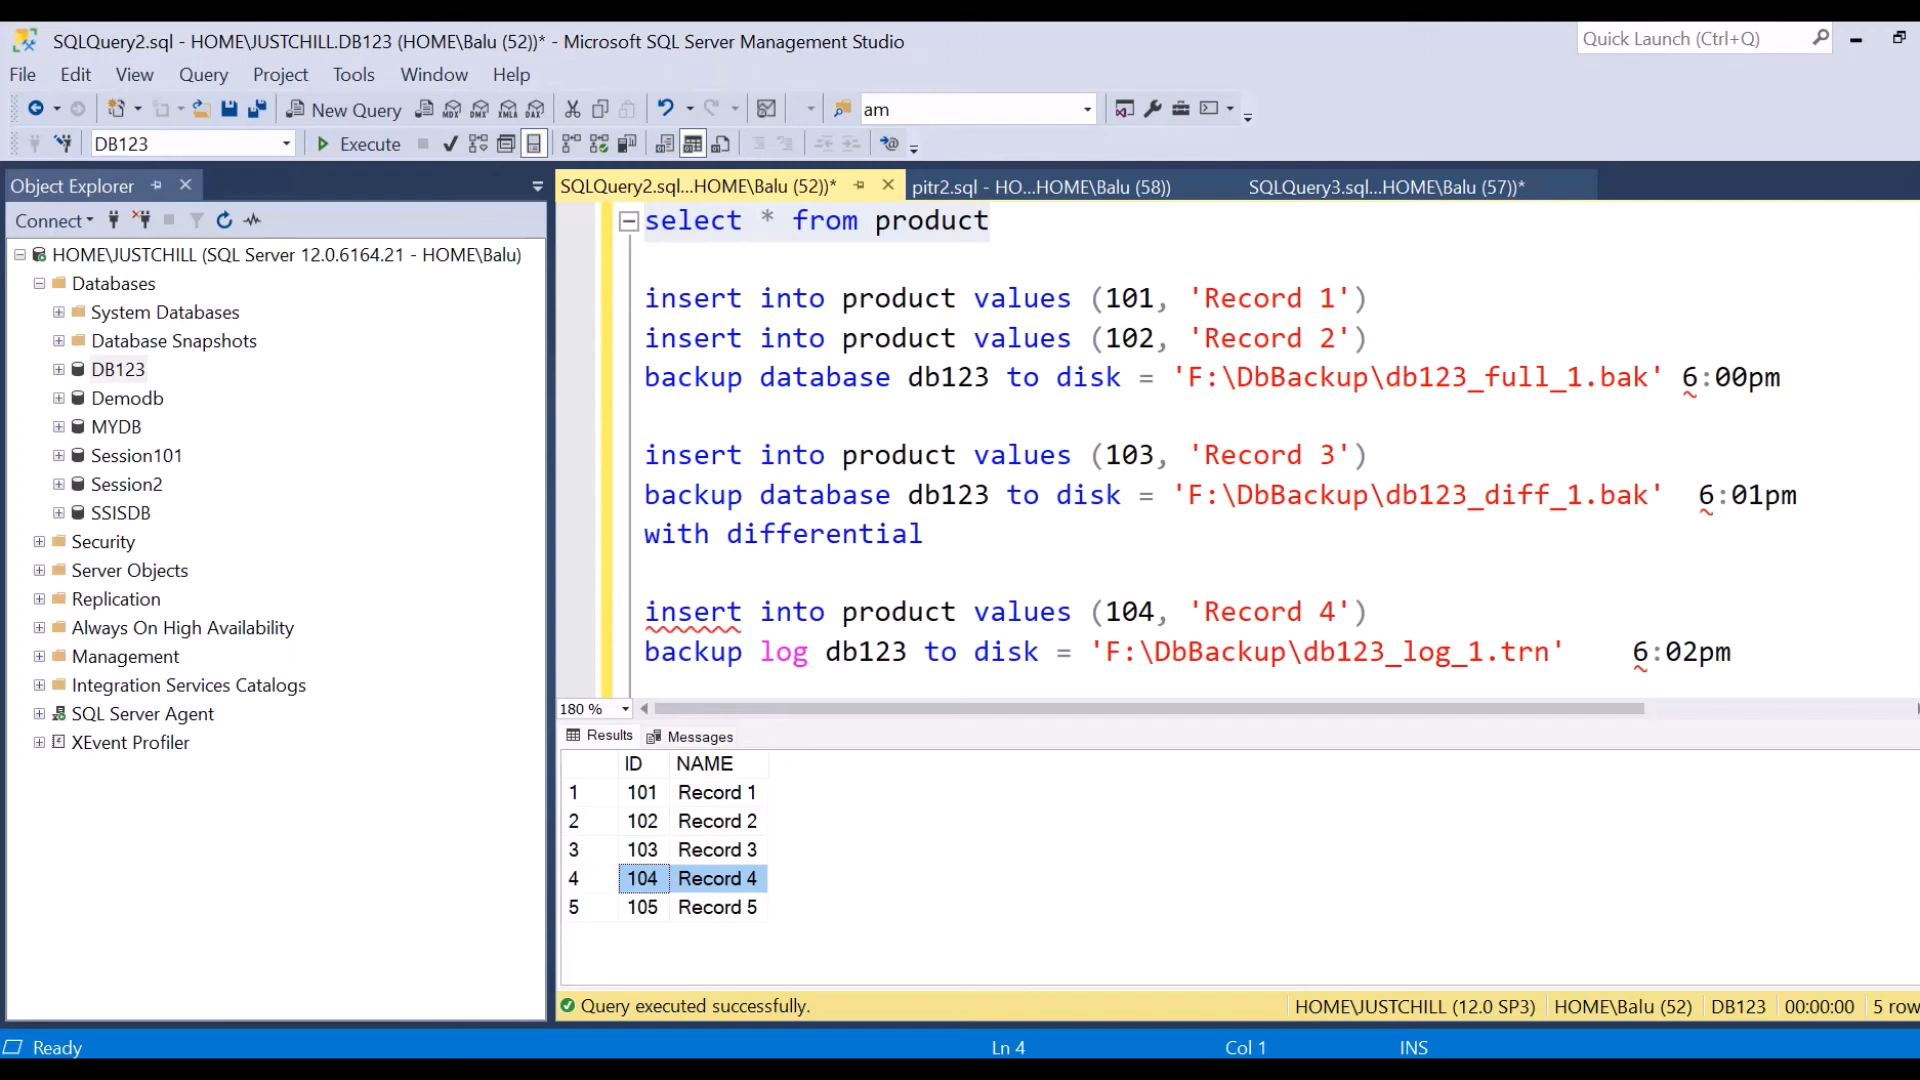 SQLQuery2.sql - HOME\JUSTCHILL.DB123 (HOME\Balu (52))* - Microsoft SQL Server Management Studio
Quick Launch (Ctrl+Q)
File Edit View Query Project Tools Window Help
New Query MDX DMX XMLA DAX am
DB123 Execute
Object Explorer
SQLQuery2.sql...HOME\Balu (52))* pitr2.sql - HO...HOME\Balu (58)) SQLQuery3.sql...HOME\Balu (57))*
Connect
HOME\JUSTCHILL (SQL Server 12.0.6164.21 - HOME\Balu)
Databases
System Databases
Database Snapshots
DB123
Demodb
MYDB
Session101
Session2
SSISDB
Security
Server Objects
Replication
Always On High Availability
Management
Integration Services Catalogs
SQL Server Agent
XEvent Profiler
select * from product
insert into product values (101, 'Record 1')
insert into product values (102, 'Record 2')
backup database db123 to disk = 'F:\DbBackup\db123_full_1.bak' 6:00pm
insert into product values (103, 'Record 3')
backup database db123 to disk = 'F:\DbBackup\db123_diff_1.bak' 6:01pm
with differential
insert into product values (104, 'Record 4')
backup log db123 to disk = 'F:\DbBackup\db123_log_1.trn' 6:02pm
180 %
Results Messages
ID NAME
1 101 Record 1
2 102 Record 2
3 103 Record 3
4 104 Record 4
5 105 Record 5
Query executed successfully. HOME\JUSTCHILL (12.0 SP3) HOME\Balu (52) DB123 00:00:00 5 row
Ready Ln 4 Col 1 INS